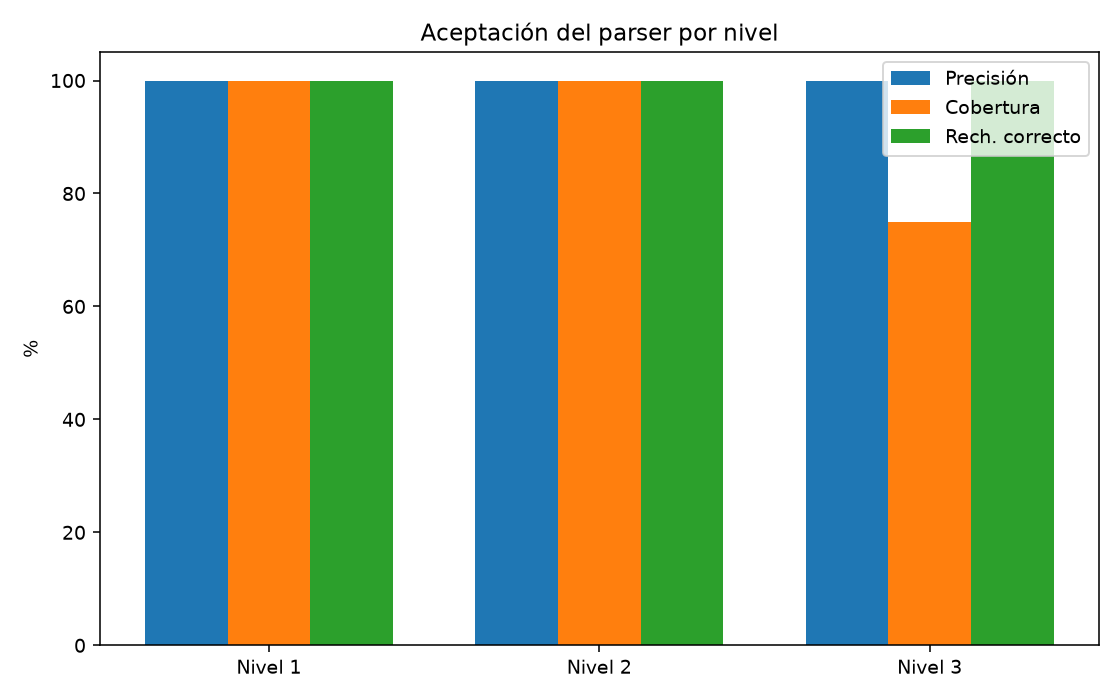 Aceptación del parser por nivel
100
80
60
40
20
0
%
Precisión
Cobertura
Rech. correcto
Nivel 1
Nivel 2
Nivel 3